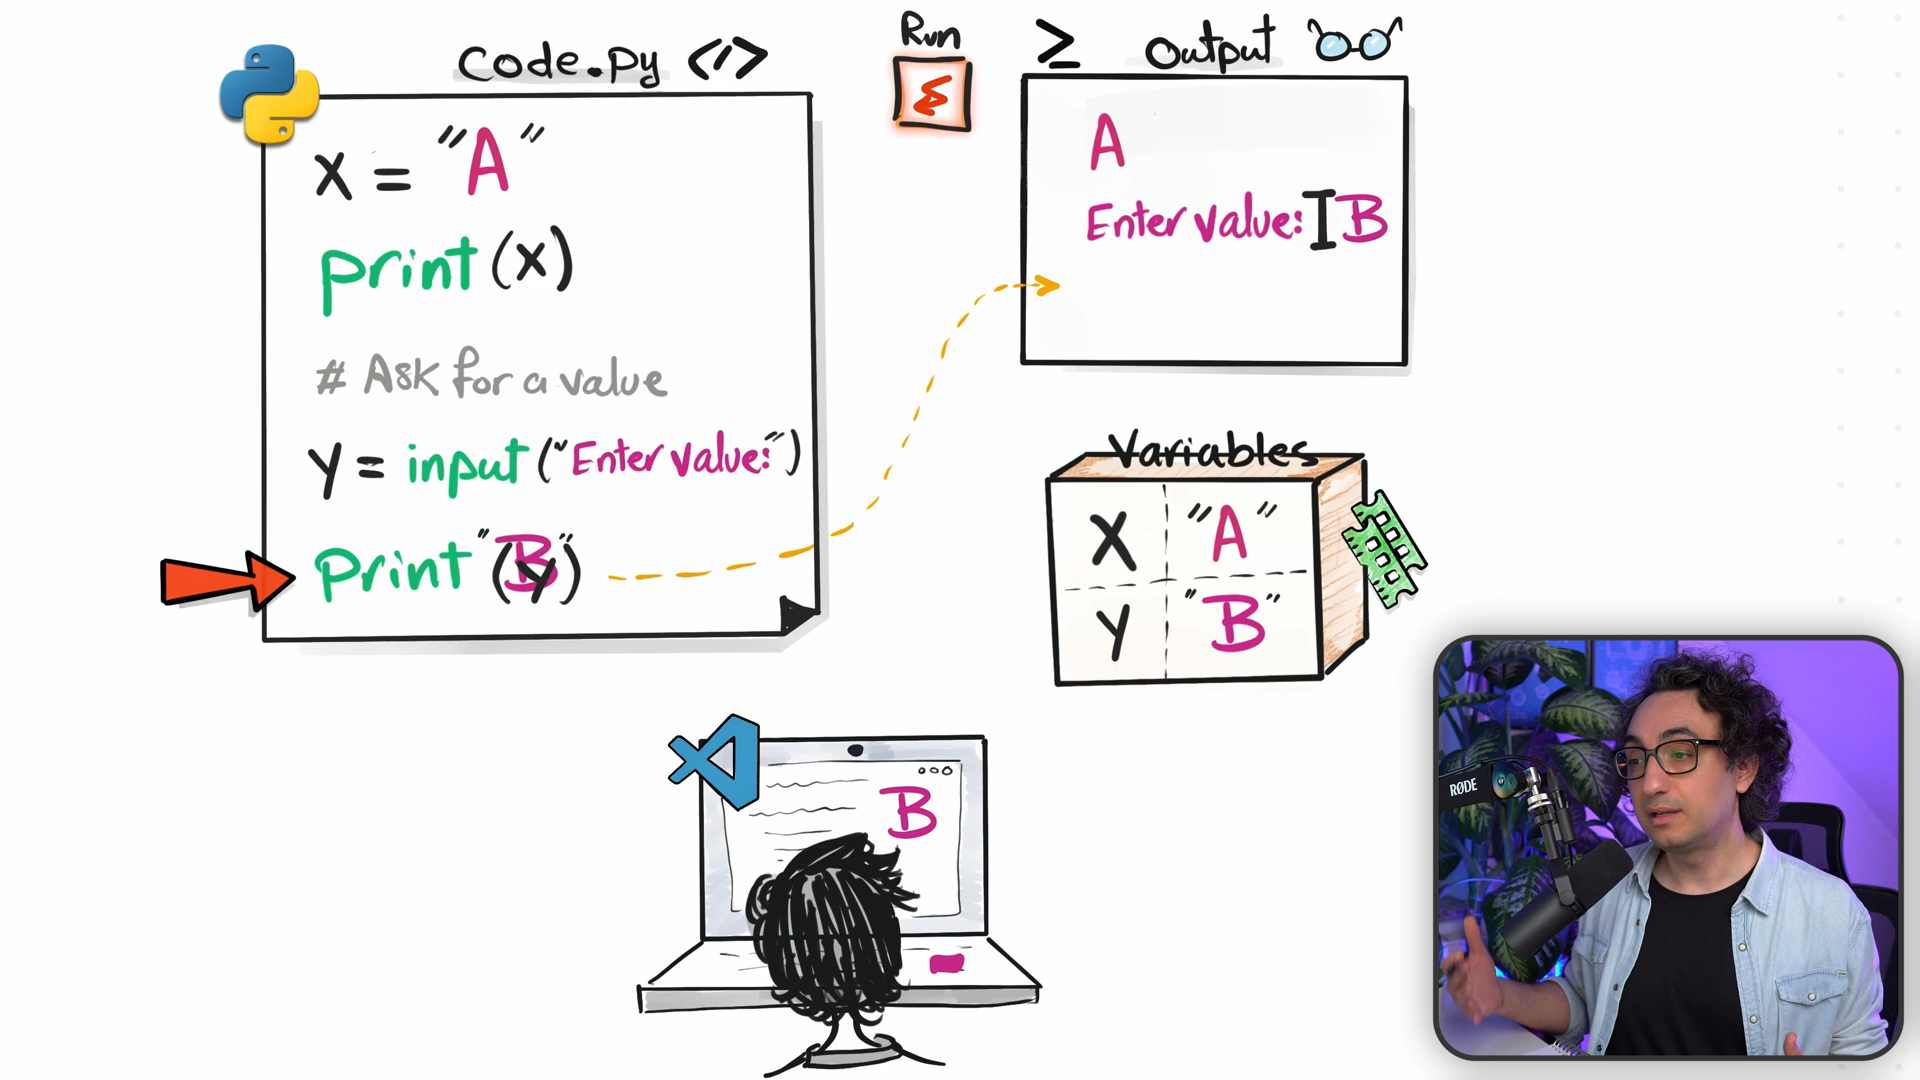 Code.py </>
x = "A"
print (x)
# Ask for a value
y = input ("Enter value:")
print "(B y)"
Run
>_ Output
A
Enter value: B
Variables
X "A"
Y "B"
B
RØDE